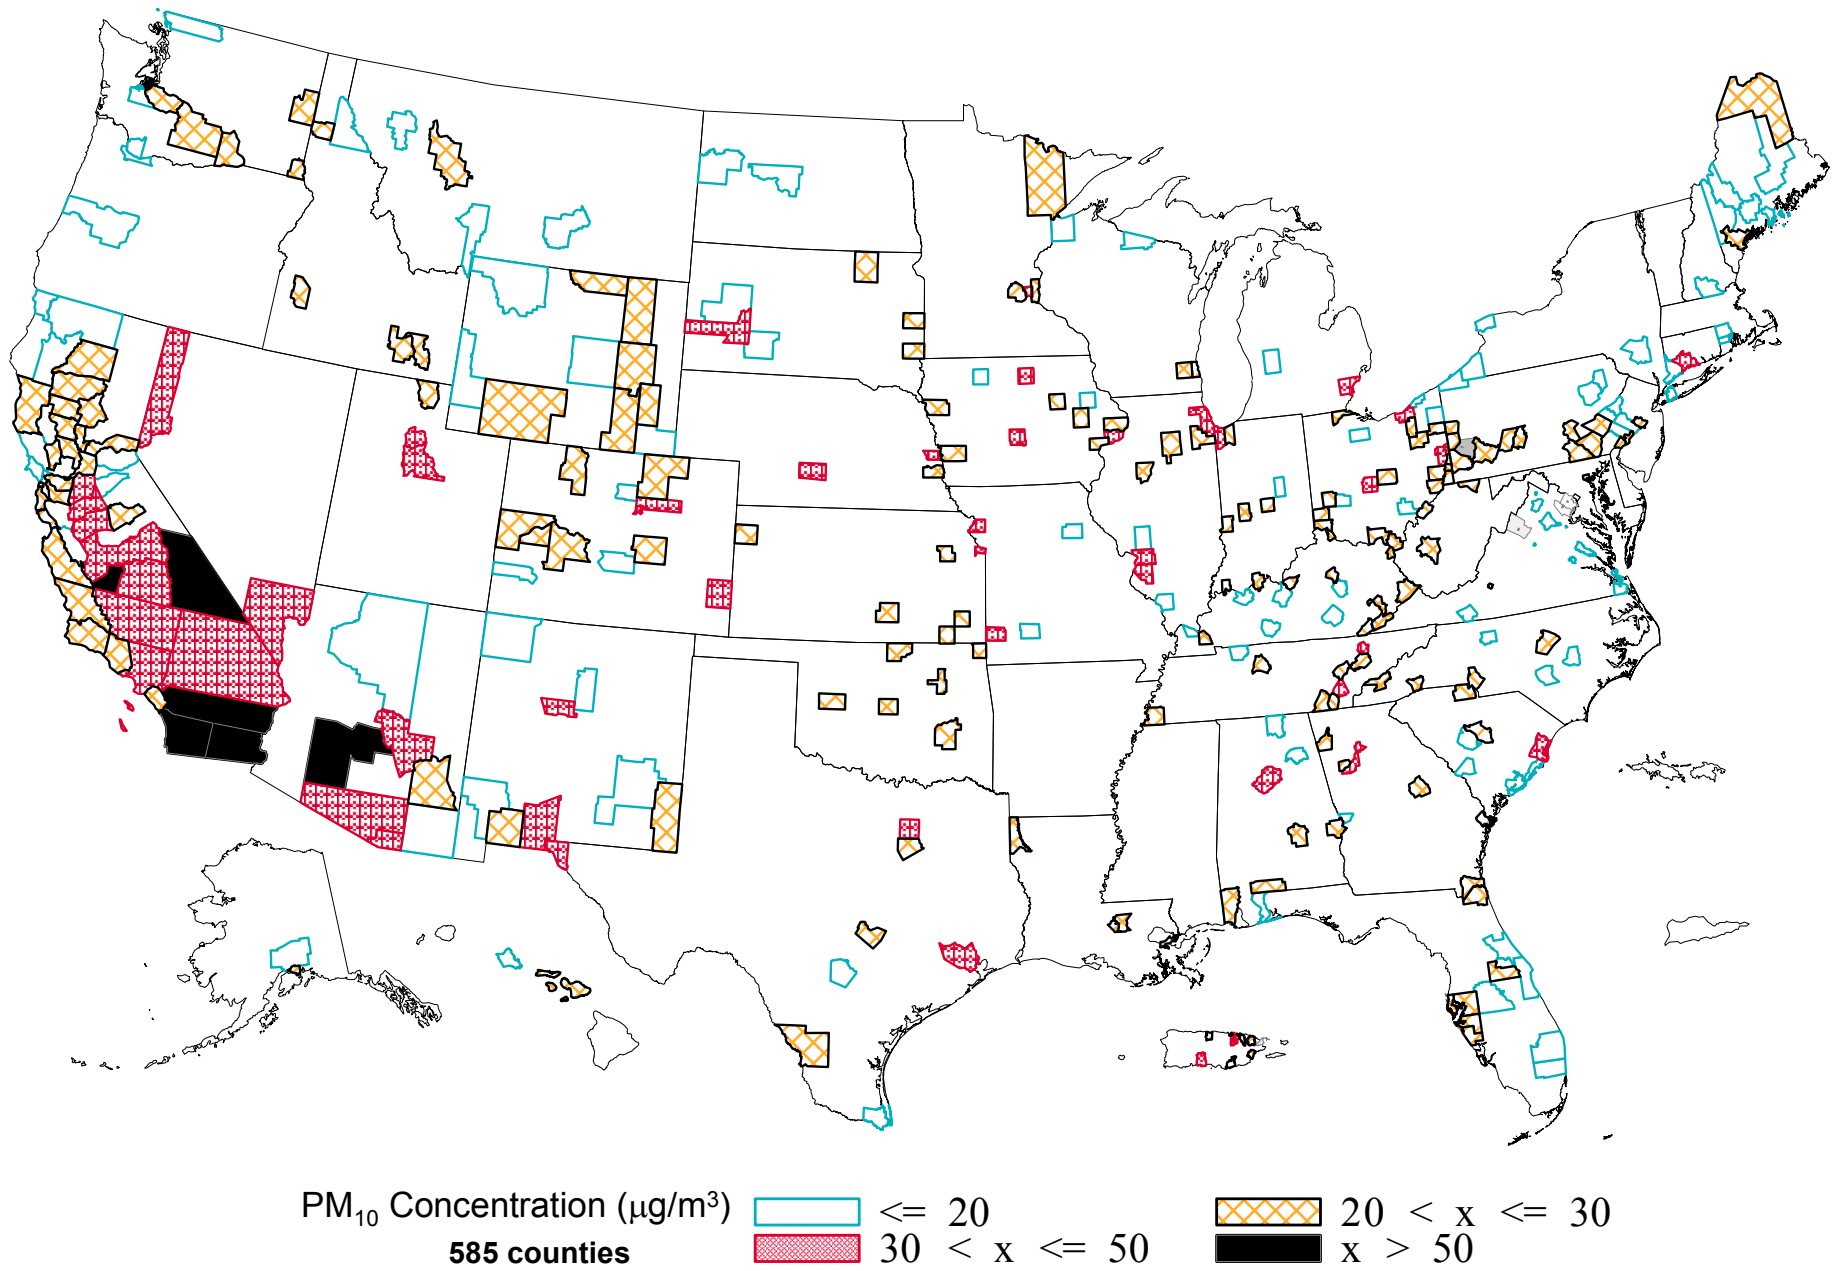 PM₁₀ Concentration (μg/m³)
<= 20
20 < x <= 30
585 counties
30 < x <= 50
x > 50